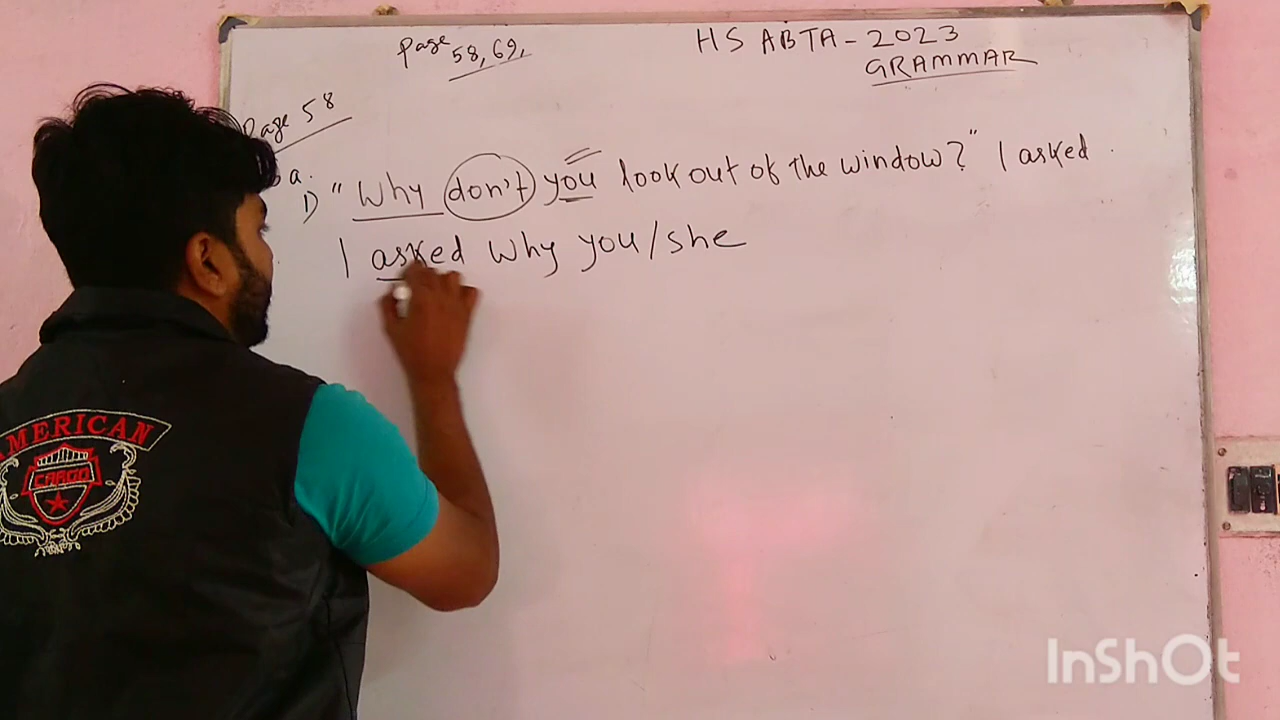 Page 58, 69,
HS ABTA - 2023
GRAMMAR
Page 58
a.
1) "Why don't you look out of the window?" I asked.
I asked Why you/she
AMERICAN
CARGO
InShOt